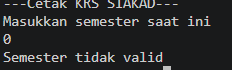 ---Cetak KRS SIAKAD---
Masukkan semester saat ini
0
Semester tidak valid